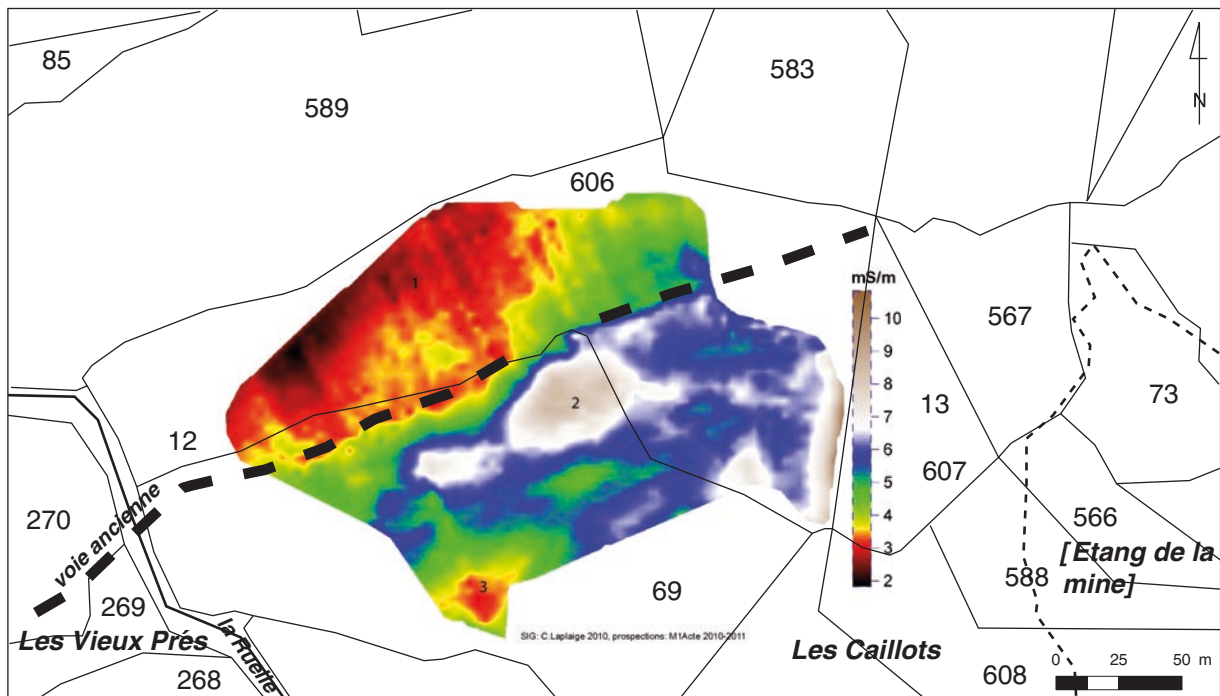 85
589
583
N
606
1
mS/m
10
9
8
7
6
5
4
3
2
567
73
2
13
12
607
270
voie ancienne
566
[Etang de la
mine]
588
3
69
269
Les Vieux Prés
la Ruelle
SIG: C.Laplaige 2010, prospections: M1Acte 2010-2011
Les Caillots
268
608
0 25 50 m